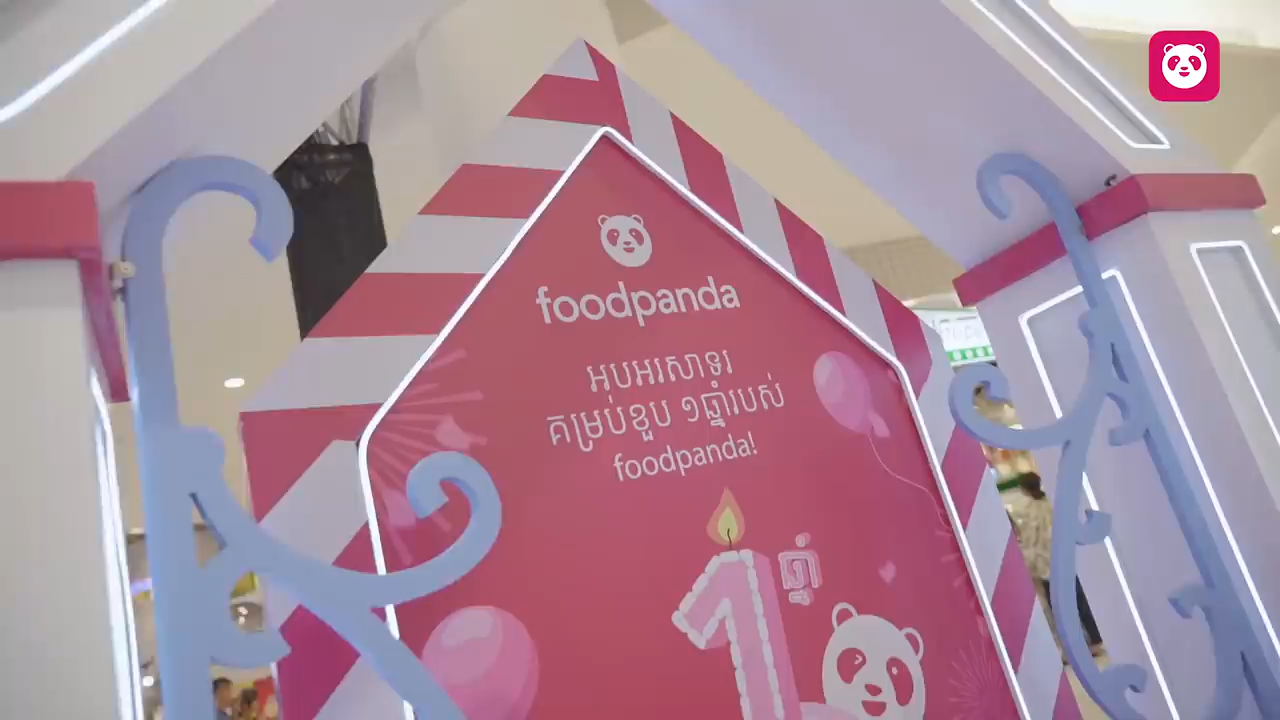 foodpanda
អបអរសាទរ
គម្រប់ខួប ១ឆ្នាំរបស់
foodpanda!
1
ឆ្នាំ